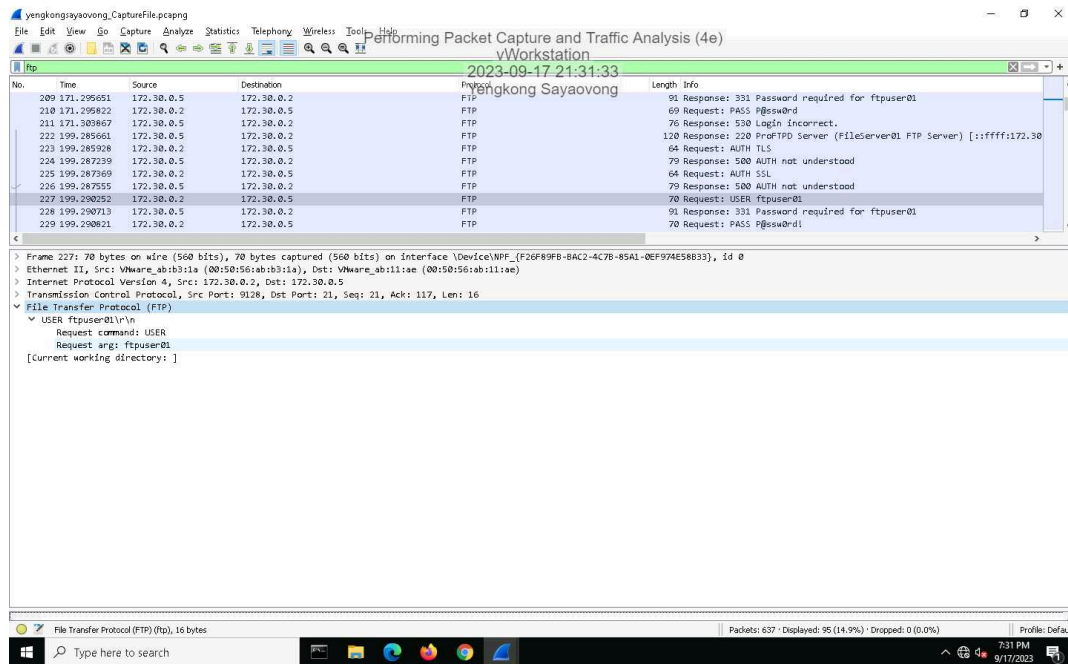 yengkongsayaovong_CaptureFile.pcapng
File Edit View Go Capture Analyze Statistics Telephony Wireless Tools Help
Performing Packet Capture and Traffic Analysis (4e)
vWorkstation
2023-09-17 21:31:33
Yengkong Sayaovong
ftp
No. Time Source Destination Protocol Length Info
209 171.295651 172.30.0.5 172.30.0.2 FTP 91 Response: 331 Password required for ftpuser01
210 171.295822 172.30.0.2 172.30.0.5 FTP 69 Request: PASS P@ssw0rd
211 171.303867 172.30.0.5 172.30.0.2 FTP 76 Response: 530 Login incorrect.
222 199.285661 172.30.0.5 172.30.0.2 FTP 120 Response: 220 ProFTPD Server (FileServer01 FTP Server) [::ffff:172.30
223 199.285928 172.30.0.2 172.30.0.5 FTP 64 Request: AUTH TLS
224 199.287239 172.30.0.5 172.30.0.2 FTP 79 Response: 500 AUTH not understood
225 199.287369 172.30.0.2 172.30.0.5 FTP 64 Request: AUTH SSL
226 199.287555 172.30.0.5 172.30.0.2 FTP 79 Response: 500 AUTH not understood
227 199.290252 172.30.0.2 172.30.0.5 FTP 70 Request: USER ftpuser01
228 199.290713 172.30.0.5 172.30.0.2 FTP 91 Response: 331 Password required for ftpuser01
229 199.290821 172.30.0.2 172.30.0.5 FTP 70 Request: PASS P@ssw0rd!
Frame 227: 70 bytes on wire (560 bits), 70 bytes captured (560 bits) on interface \Device\NPF_{F26F89FB-BAC2-4C7B-85A1-0EF974E58B33}, id 0
Ethernet II, Src: VMware_ab:b3:1a (00:50:56:ab:b3:1a), Dst: VMware_ab:11:ae (00:50:56:ab:11:ae)
Internet Protocol Version 4, Src: 172.30.0.2, Dst: 172.30.0.5
Transmission Control Protocol, Src Port: 9128, Dst Port: 21, Seq: 21, Ack: 117, Len: 16
File Transfer Protocol (FTP)
USER ftpuser01\r\n
Request command: USER
Request arg: ftpuser01
[Current working directory: ]
File Transfer Protocol (FTP) (ftp), 16 bytes
Packets: 637 · Displayed: 95 (14.9%) · Dropped: 0 (0.0%)
Profile: Defau
Type here to search
7:31 PM
9/17/2023